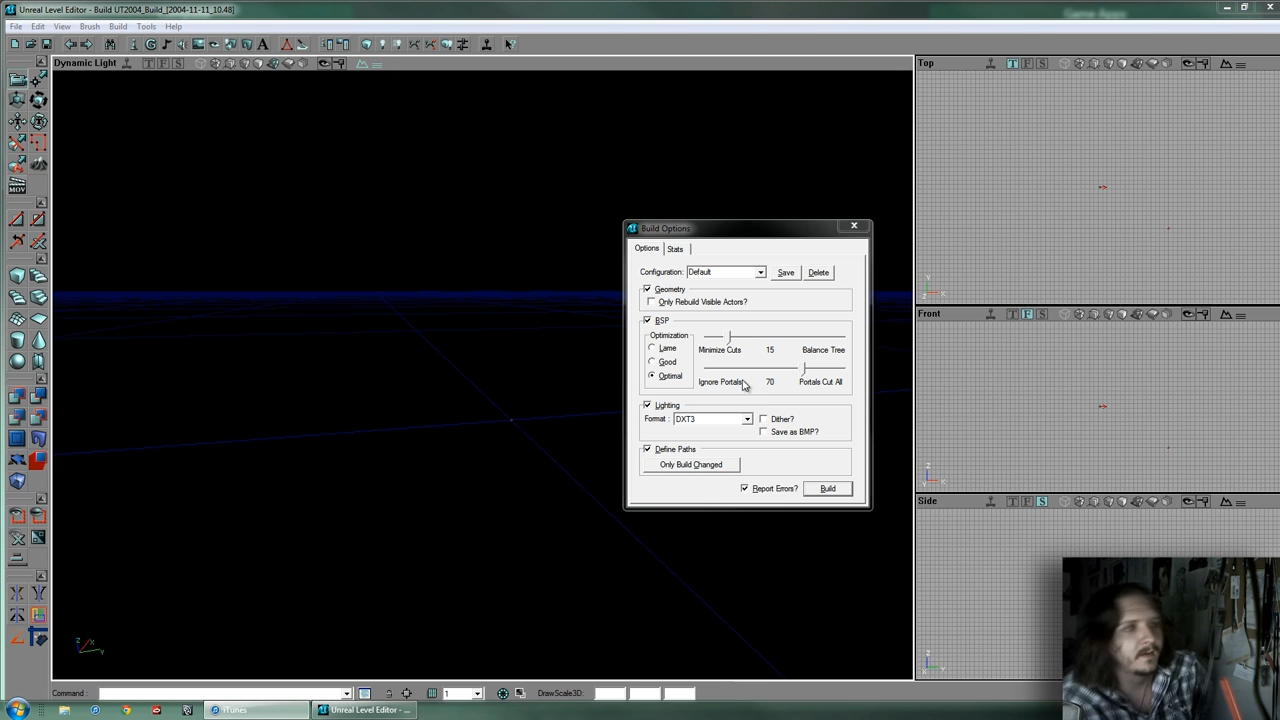 Unreal Level Editor - Build UT2004_Build_[2004-11-11_10.48]
File Edit View Brush Build Tools Help
Dynamic Light
T F S
Top
T F S
Build Options
Options Stats
Configuration: Default Save Delete
Geometry
Only Rebuild Visible Actors?
BSP
Optimization
Lame
Good
Optimal
Minimize Cuts 15 Balance Tree
Ignore Portals 70 Portals Cut All
Lighting
Format : DXT3 Dither?
Save as BMP?
Define Paths
Only Build Changed
Report Errors? Build
Front
T F S
Side
T F S
MOV
Command :
1
DrawScale3D:
iTunes
Unreal Level Editor - ...